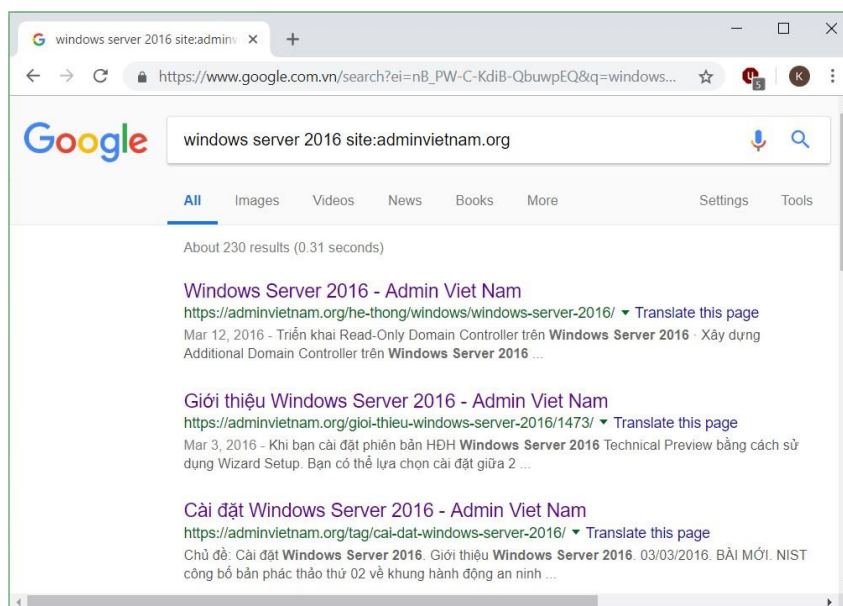 windows server 2016 site:adminv
https://www.google.com.vn/search?ei=nB_PW-C-KdiB-QbuwpEQ&q=windows...
5
K
Google
windows server 2016 site:adminvietnam.org
All Images Videos News Books More Settings Tools
About 230 results (0.31 seconds)
Windows Server 2016 - Admin Viet Nam
https://adminvietnam.org/he-thong/windows/windows-server-2016/ ▼ Translate this page
Mar 12, 2016 - Triển khai Read-Only Domain Controller trên Windows Server 2016 · Xây dựng
Additional Domain Controller trên Windows Server 2016 ...
Giới thiệu Windows Server 2016 - Admin Viet Nam
https://adminvietnam.org/gioi-thieu-windows-server-2016/1473/ ▼ Translate this page
Mar 3, 2016 - Khi bạn cài đặt phiên bản HĐH Windows Server 2016 Technical Preview bằng cách sử
dụng Wizard Setup. Bạn có thể lựa chọn cài đặt giữa 2 ...
Cài đặt Windows Server 2016 - Admin Viet Nam
https://adminvietnam.org/tag/cai-dat-windows-server-2016/ ▼ Translate this page
Chủ đề: Cài đặt Windows Server 2016. Giới thiệu Windows Server 2016. 03/03/2016. BÀI MỚI. NIST
công bố bản phác thảo thứ 02 về khung hành động an ninh ...